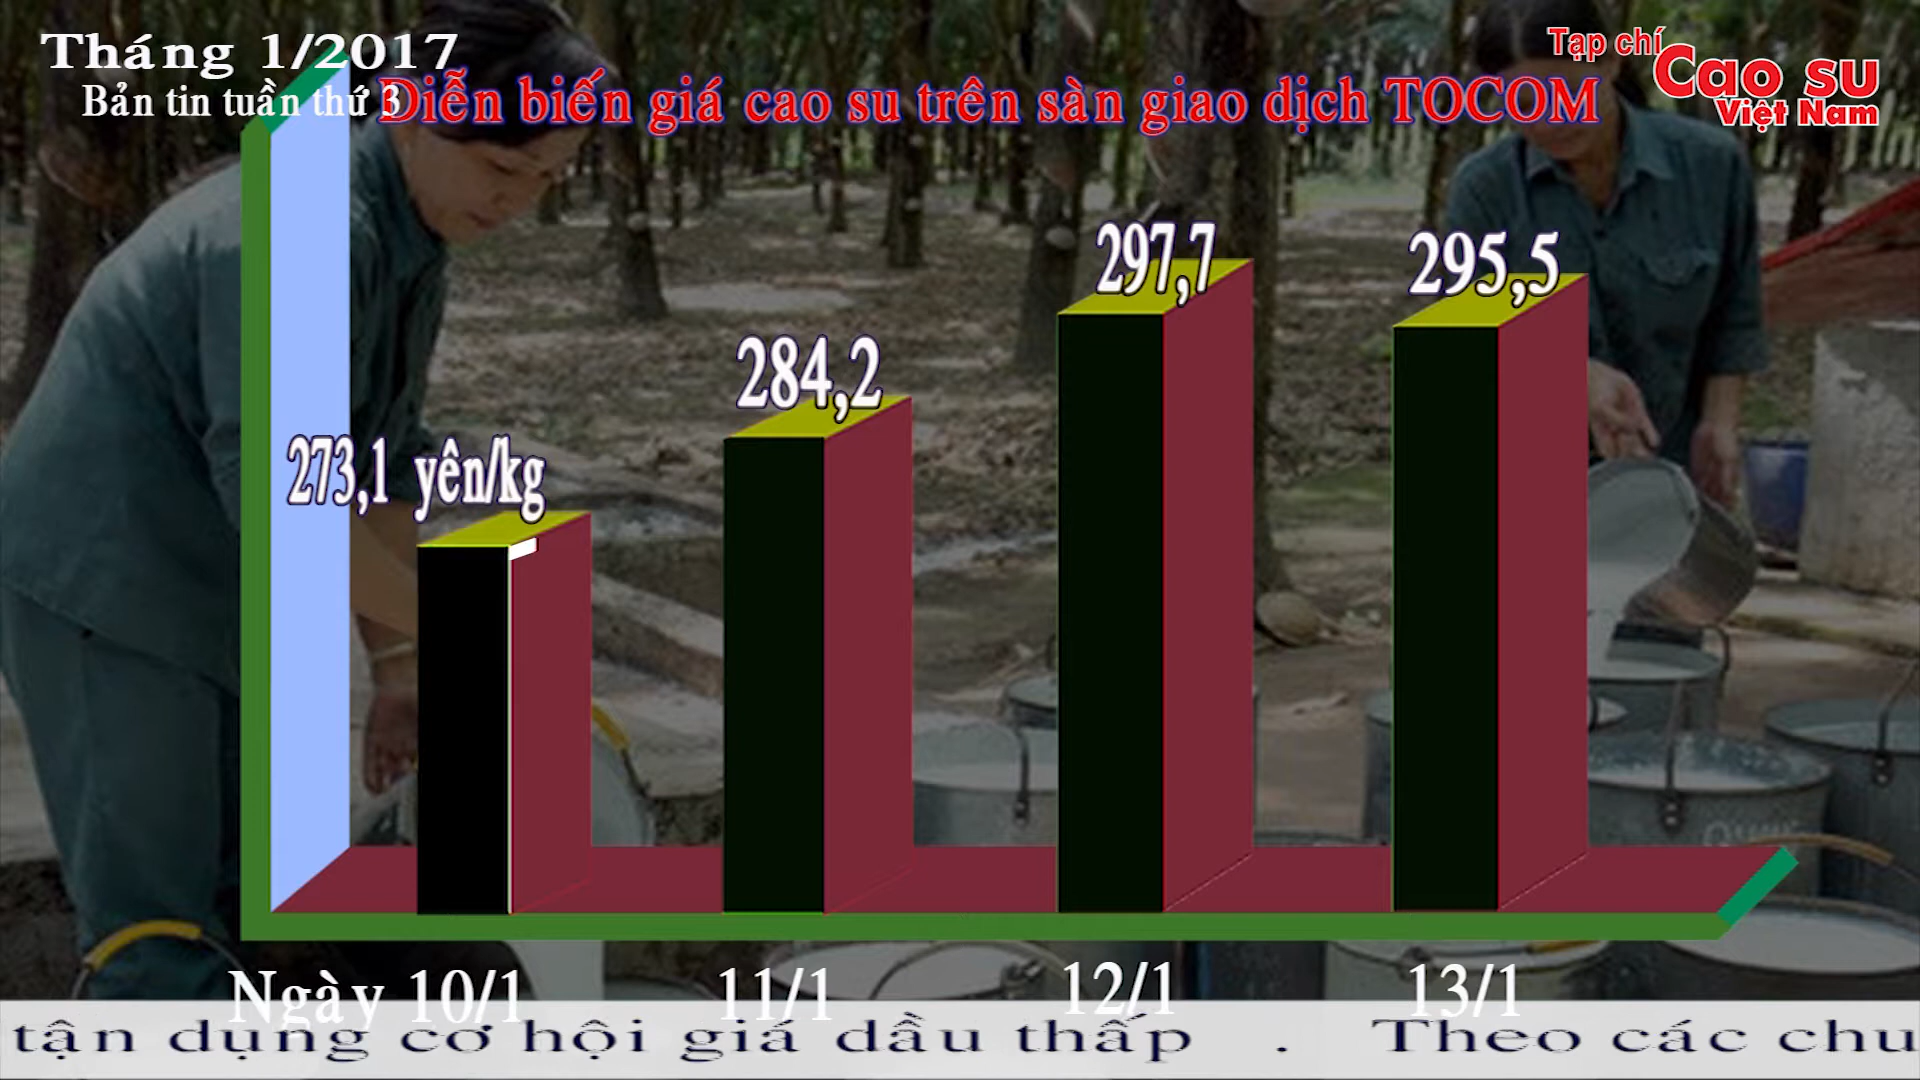 Tháng 1/2017
Bản tin tuần thứ 3
Diễn biến giá cao su trên sàn giao dịch TOCOM
Tạp chí
Cao su
Việt Nam
297,7
295,5
284,2
273,1 yên/kg
Ngày 10/1
11/1
12/1
13/1
tận dụng cơ hội giá dầu thấp . Theo các chu